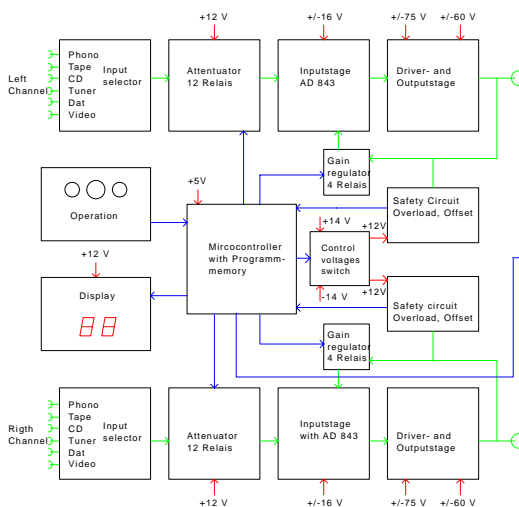 +12 V
+/-16 V
+/-75 V
+/-60 V
Left
Channel
Phono
Tape
CD
Tuner
Dat
Video
Input
selector
Attentuator
12 Relais
Inputstage
AD 843
Driver- and
Outputstage
Gain
regulator
4 Relais
Operation
+5V
Mircocontroller
with Programm-
memory
+14 V
Control
voltages
switch
-14 V
+12V
+12V
Safety Circuit
Overload, Offset
+12 V
Display
88
Safety circuit
Overload, Offset
Gain
regulator
4 Relais
Rigth
Channel
Phono
Tape
CD
Tuner
Dat
Video
Input
selector
Attenuator
12 Relais
Inputstage
with AD 843
Driver- and
Outputstage
+12 V
+/-16 V
+/-75 V
+/-60 V